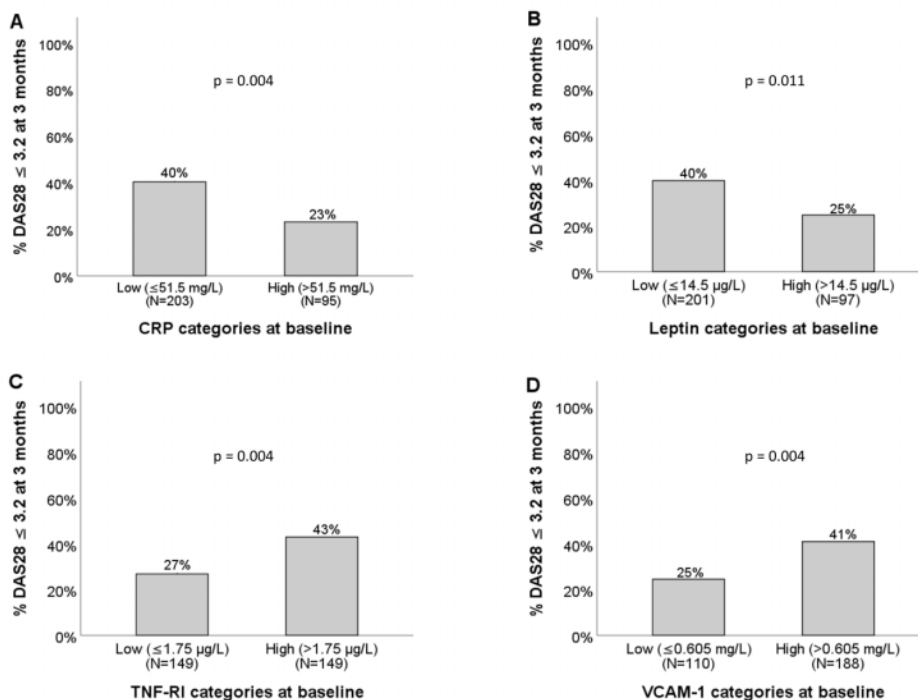 A
% DAS28 ≤ 3.2 at 3 months
100%
80%
60%
40%
20%
0%
p = 0.004
40%
23%
Low (≤51.5 mg/L)
(N=203)
High (>51.5 mg/L)
(N=95)
CRP categories at baseline
B
% DAS28 ≤ 3.2 at 3 months
100%
80%
60%
40%
20%
0%
p = 0.011
40%
25%
Low (≤14.5 µg/L)
(N=201)
High (>14.5 µg/L)
(N=97)
Leptin categories at baseline
C
% DAS28 ≤ 3.2 at 3 months
100%
80%
60%
40%
20%
0%
p = 0.004
27%
43%
Low (≤1.75 µg/L)
(N=149)
High (>1.75 µg/L)
(N=149)
TNF-RI categories at baseline
D
% DAS28 ≤ 3.2 at 3 months
100%
80%
60%
40%
20%
0%
p = 0.004
25%
41%
Low (≤0.605 mg/L)
(N=110)
High (>0.605 mg/L)
(N=188)
VCAM-1 categories at baseline